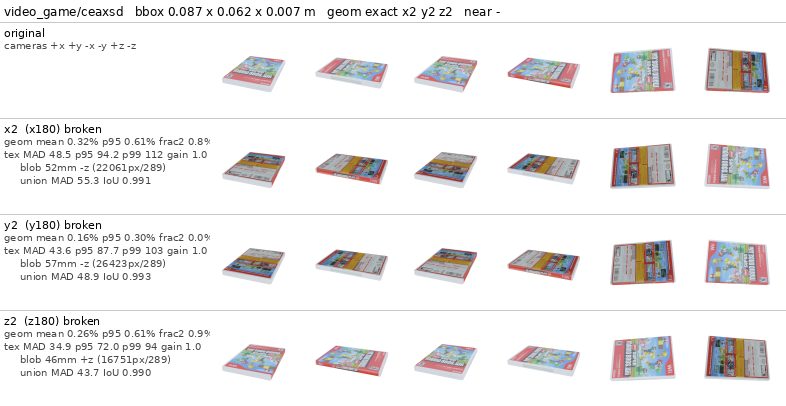 video_game/ceaxsd   bbox 0.087 x 0.062 x 0.007 m   geom exact x2 y2 z2   near -
original
cameras +x +y -x -y +z -z
x2  (x180) broken
geom mean 0.32% p95 0.61% frac2 0.8%
tex MAD 48.5 p95 94.2 p99 112 gain 1.0
blob 52mm -z (22061px/289)
union MAD 55.3 IoU 0.991
y2  (y180) broken
geom mean 0.16% p95 0.30% frac2 0.0%
tex MAD 43.6 p95 87.7 p99 103 gain 1.0
blob 57mm -z (26423px/289)
union MAD 48.9 IoU 0.993
z2  (z180) broken
geom mean 0.26% p95 0.61% frac2 0.9%
tex MAD 34.9 p95 72.0 p99 94 gain 1.0
blob 46mm +z (16751px/289)
union MAD 43.7 IoU 0.990